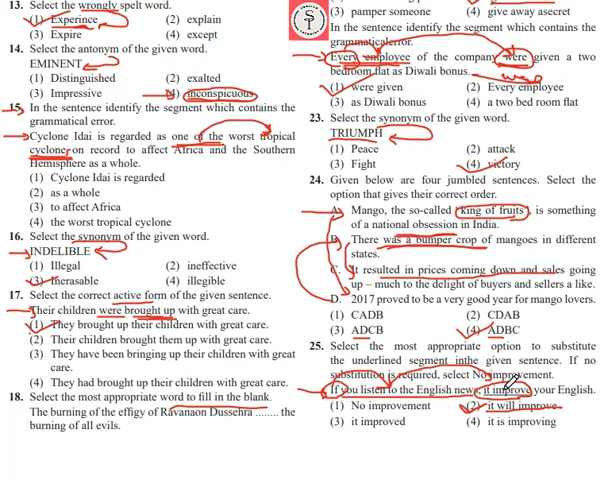 13. Select the wrongly spelt word.
(1) Experince (2) explain
(3) Expire (4) except
14. Select the antonym of the given word.
EMINENT
(1) Distinguished (2) exalted
(3) Impressive (4) inconspicuous
15. In the sentence identify the segment which contains the
grammatical error.
Cyclone Idai is regarded as one of the worst tropical
cyclone on record to affect Africa and the Southern
Hemisphere as a whole.
(1) Cyclone Idai is regarded
(2) as a whole
(3) to affect Africa
(4) the worst tropical cyclone
16. Select the synonym of the given word.
INDELIBLE
(1) Illegal (2) ineffective
(3) Inerasable (4) illegible
17. Select the correct active form of the given sentence.
Their children were brought up with great care.
(1) They brought up their children with great care.
(2) Their children brought them up with great care.
(3) They have been bringing up their children with great
care.
(4) They had brought up their children with great care.
18. Select the most appropriate word to fill in the blank.
The burning of the effigy of Ravanaon Dussehra ........ the
burning of all evils.
(3) pamper someone (4) give away asecret
In the sentence identify the segment which contains the
grammaticalerror.
Every employee of the company were given a two
bedroom flat as Diwali bonus.
was
(1) were given (2) Every employee
(3) as Diwali bonus (4) a two bed room flat
23. Select the synonym of the given word.
TRIUMPH
(1) Peace (2) attack
(3) Fight (4) victory
24. Given below are four jumbled sentences. Select the
option that gives their correct order.
A. Mango, the so-called 'king of fruits', is something
of a national obsession in India.
B. There was a bumper crop of mangoes in different
states.
C. It resulted in prices coming down and sales going
up – much to the delight of buyers and sellers a like.
D. 2017 proved to be a very good year for mango lovers.
(1) CADB (2) CDAB
(3) ADCB (4) ADBC
25. Select the most appropriate option to substitute
the underlined segment inthe given sentence. If no
substitution is required, select No improvement.
If you listen to the English news, it improve your English.
(1) No improvement (2) it will improve
(3) it improved (4) it is improving